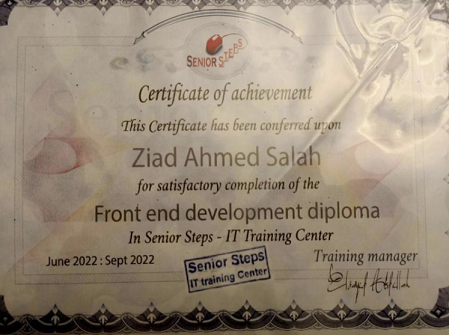 SENIOR STEPS
Certificate of achievement
This Certificate has been conferred upon
Ziad Ahmed Salah
for satisfactory completion of the
Front end development diploma
In Senior Steps - IT Training Center
June 2022 : Sept 2022
Training manager
Senior Steps
IT training Center